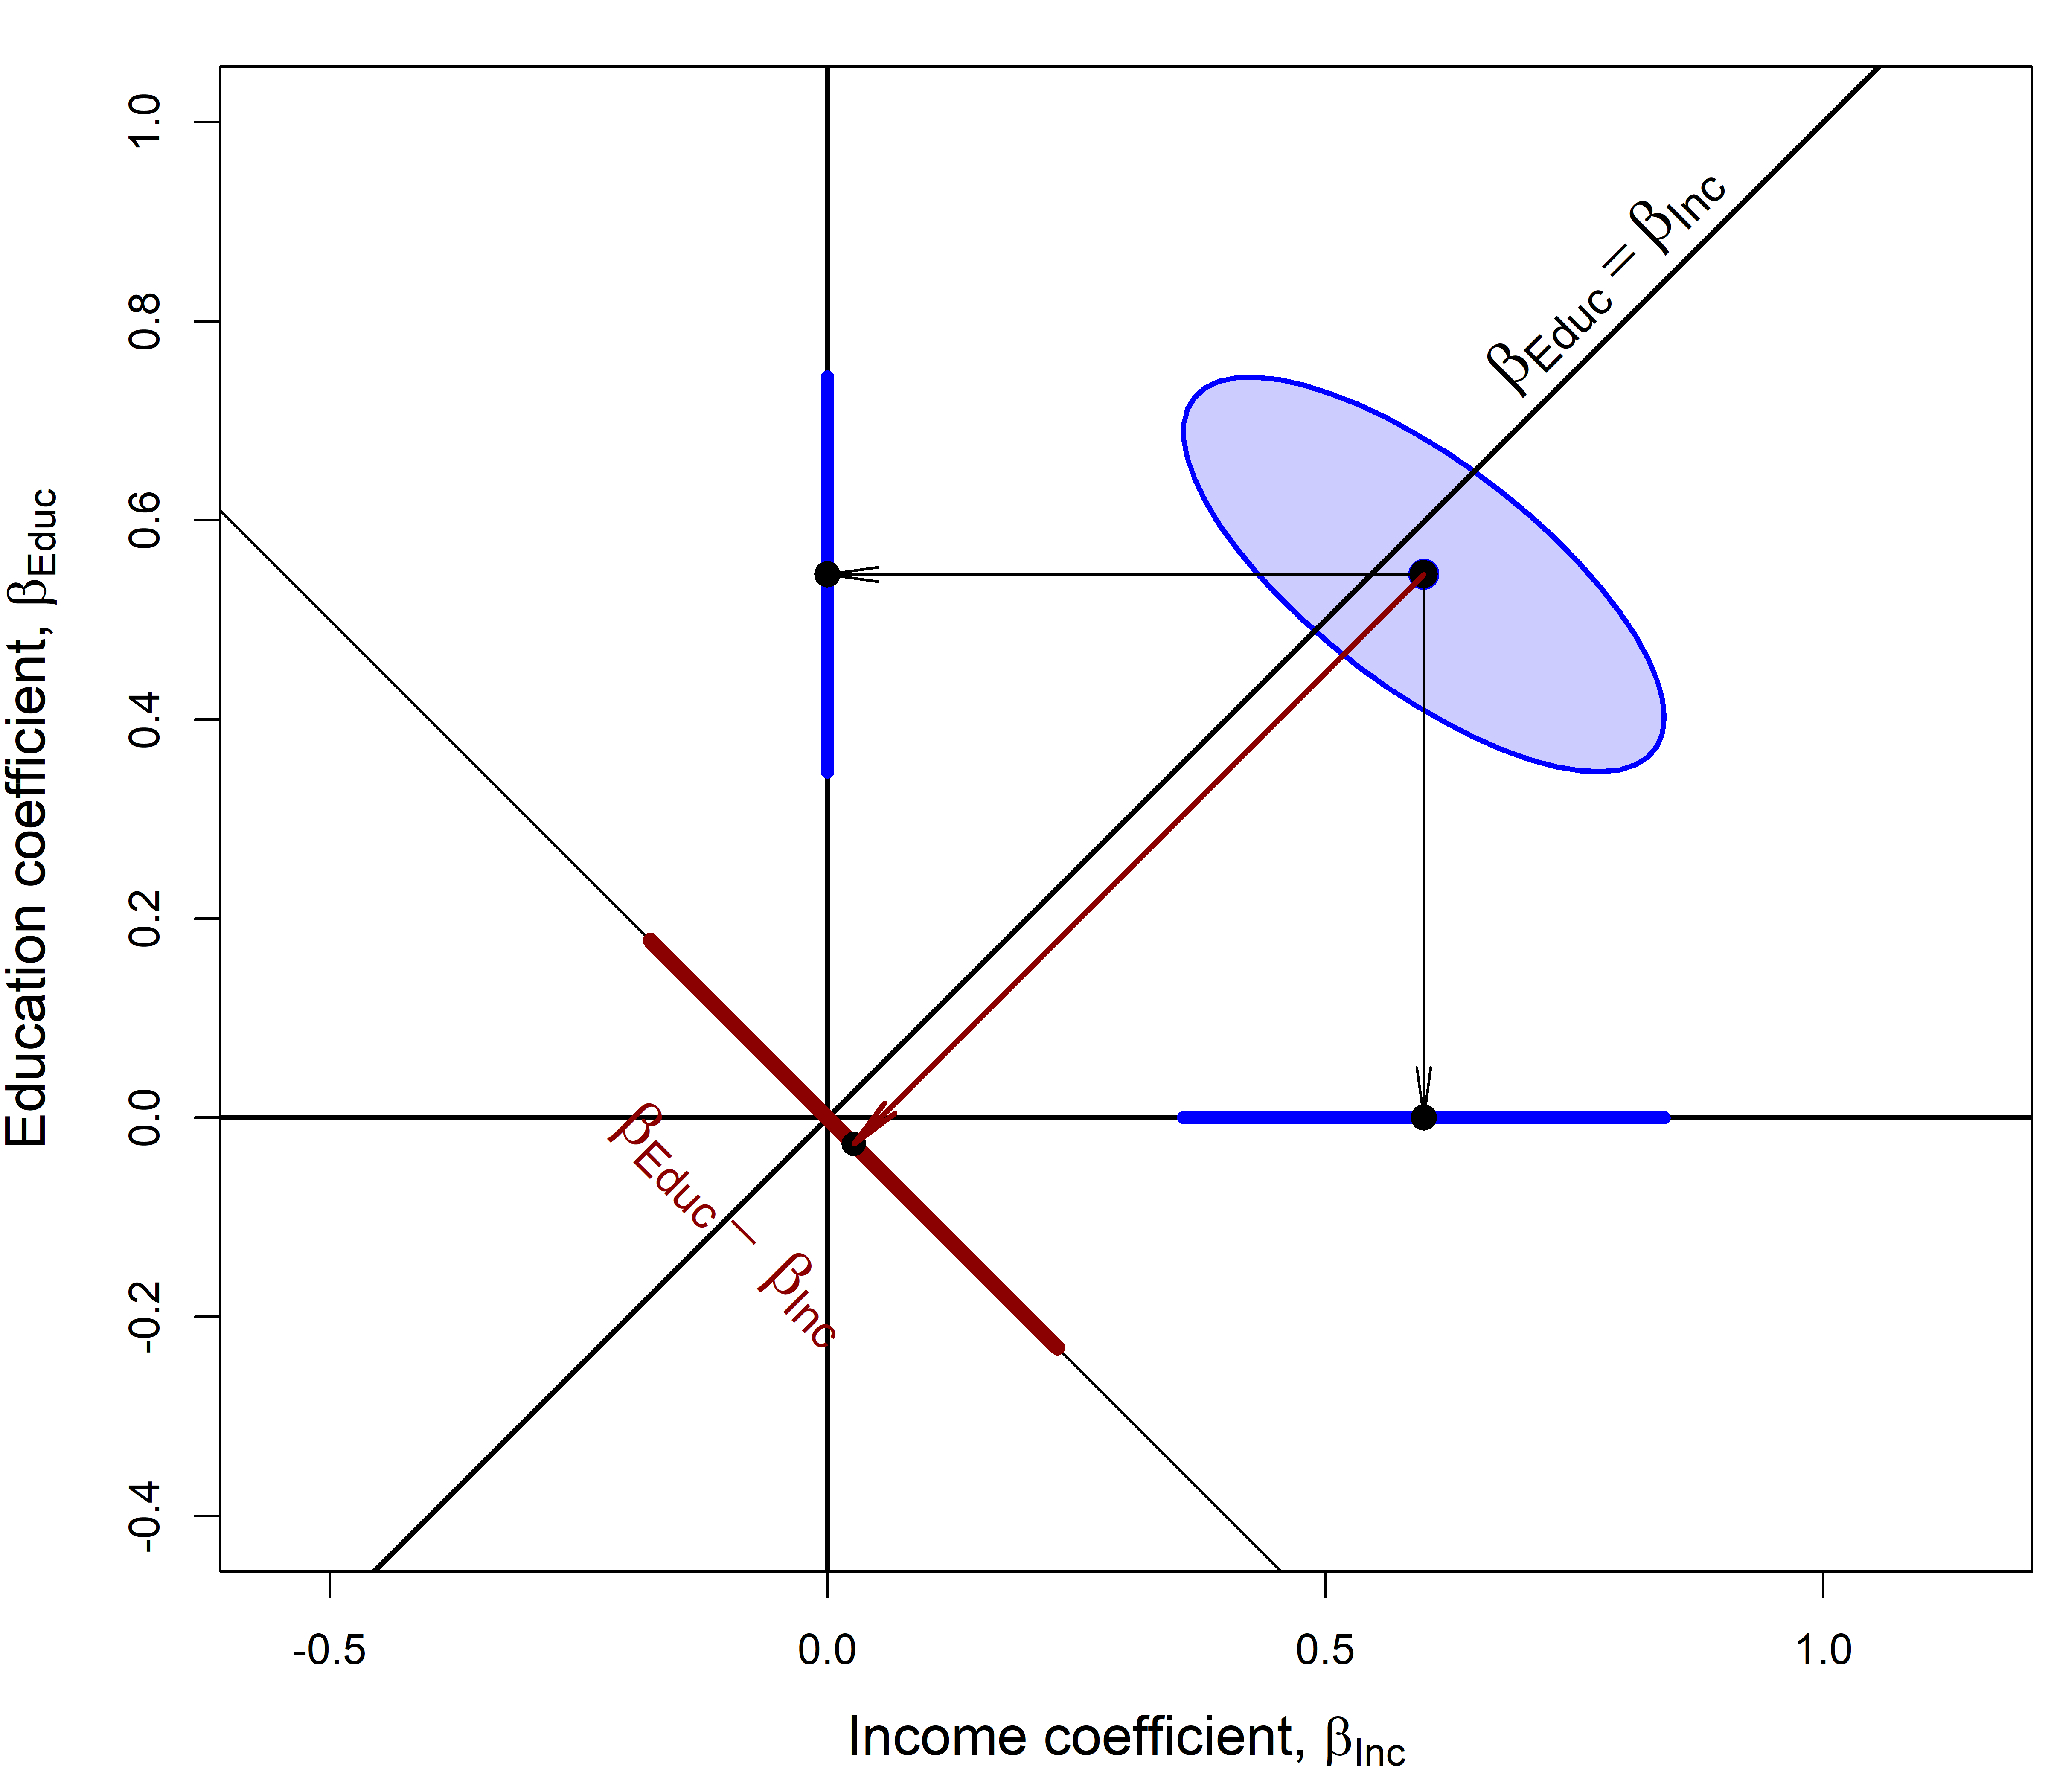 Education coefficient, βEduc
1.0
0.8
0.6
0.4
0.2
0.0
-0.2
-0.4
βEduc = βInc
βEduc − βInc
-0.5 0.0 0.5 1.0
Income coefficient, βInc